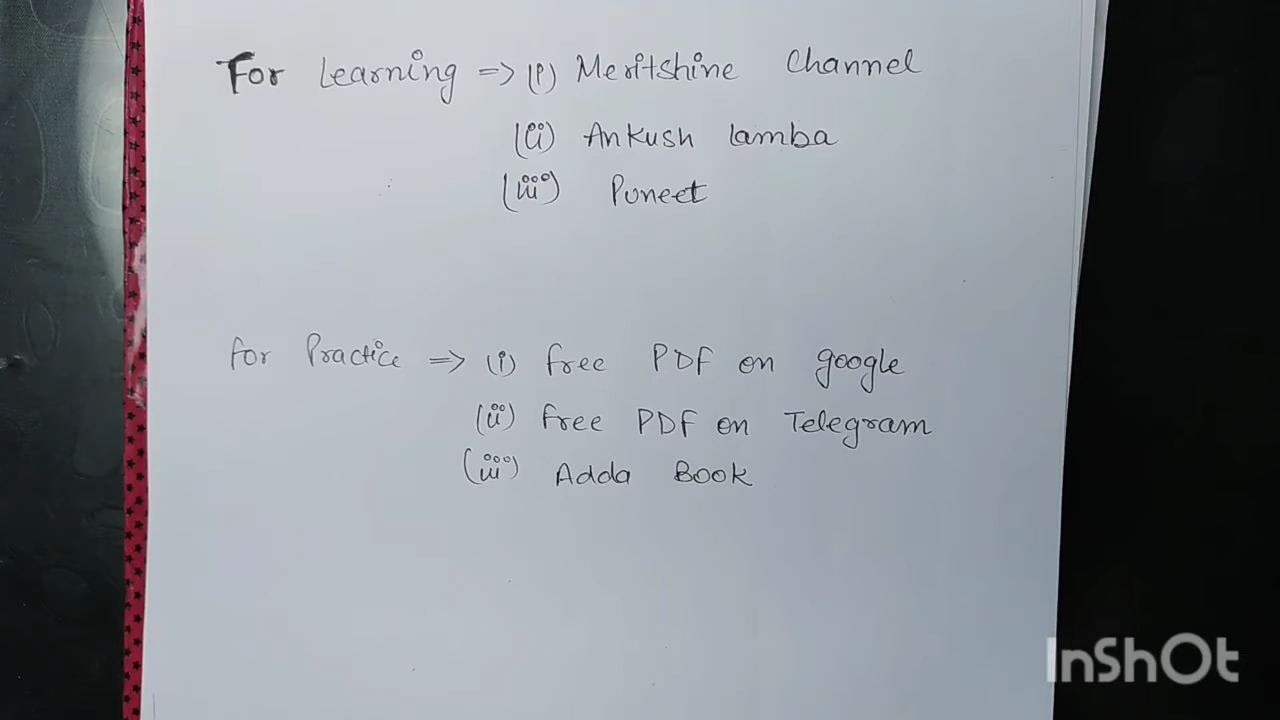 For Learning => (i) Meritshine Channel
(ii) Ankush lamba
(iii) Puneet
for Practice => (i) free PDF on google
(ii) free PDF on Telegram
(iii) Adda Book
InShOt